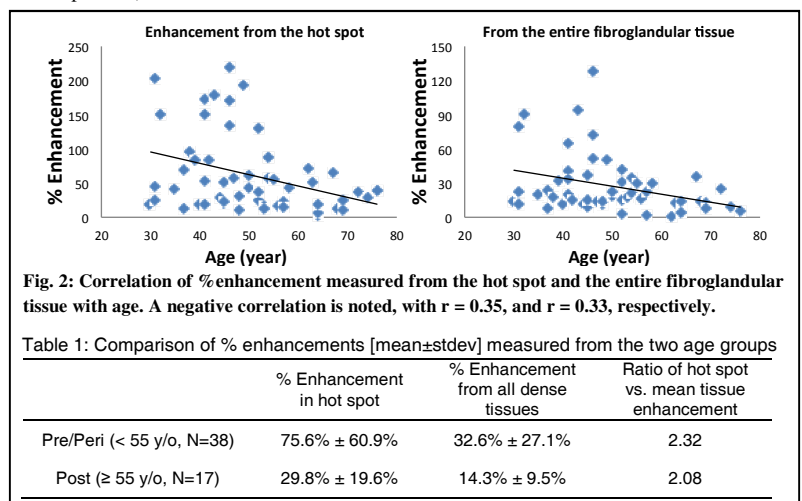 Enhancement from the hot spot
From the entire fibroglandular tissue
% Enhancement
250
200
150
100
50
0
20 30 40 50 60 70 80
Age (year)
% Enhancement
150
120
90
60
30
0
20 30 40 50 60 70 80
Age (year)
Fig. 2: Correlation of %enhancement measured from the hot spot and the entire fibroglandular
tissue with age. A negative correlation is noted, with r = 0.35, and r = 0.33, respectively.
Table 1: Comparison of % enhancements [mean±stdev] measured from the two age groups
% Enhancement
in hot spot
% Enhancement
from all dense
tissues
Ratio of hot spot
vs. mean tissue
enhancement
Pre/Peri (< 55 y/o, N=38) 75.6% ± 60.9% 32.6% ± 27.1% 2.32
Post (≥ 55 y/o, N=17) 29.8% ± 19.6% 14.3% ± 9.5% 2.08